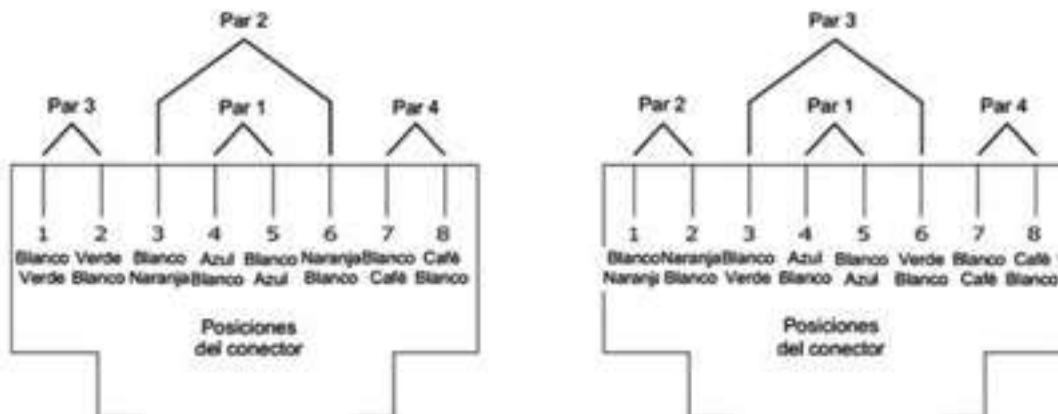 Par 2
Par 3
Par 1
Par 4
1 2 3 4 5 6 7 8
Blanco Verde Blanco Azul Blanco Naranja Blanco Café
Verde Blanco Naranja Blanco Azul Blanco Café Blanco
Posiciones
del conector
Par 3
Par 2
Par 1
Par 4
1 2 3 4 5 6 7 8
Blanco Naranja Blanco Azul Blanco Verde Blanco Café
Naranj Blanco Verde Blanco Azul Blanco Café Blanco
Posiciones
del conector